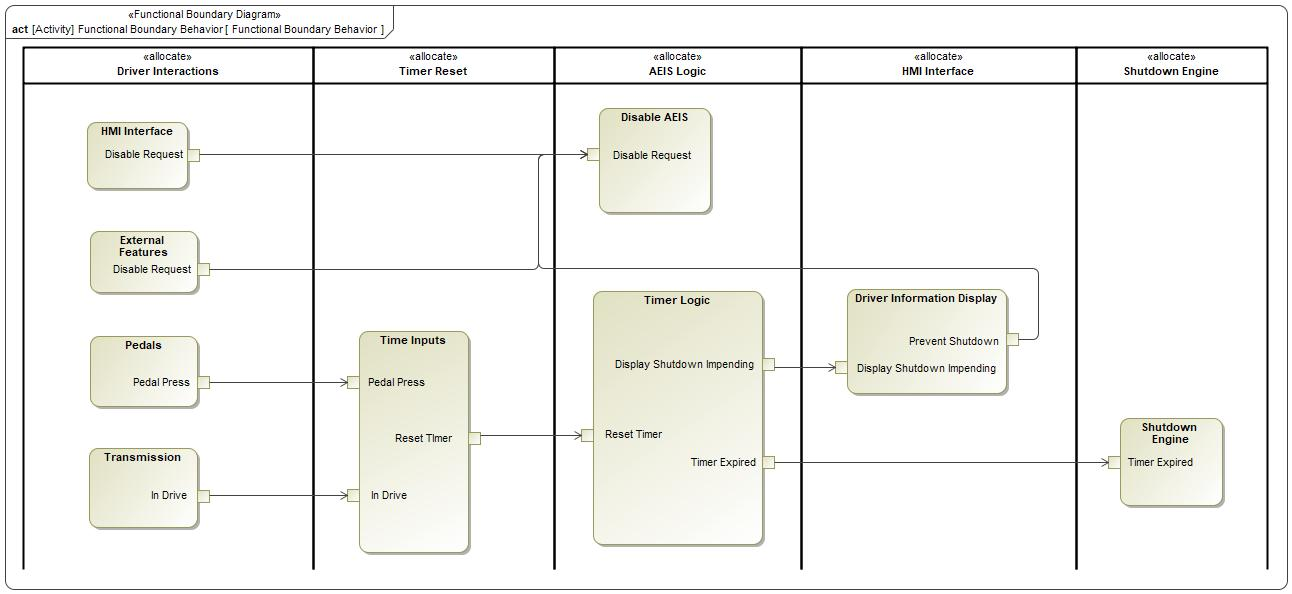 «Functional Boundary Diagram»
act [Activity] Functional Boundary Behavior [ Functional Boundary Behavior ]
«allocate»
Driver Interactions
«allocate»
Timer Reset
«allocate»
AEIS Logic
«allocate»
HMI Interface
«allocate»
Shutdown Engine
HMI Interface
Disable Request
Disable AEIS
Disable Request
External
Features
Disable Request
Pedals
Pedal Press
Transmission
In Drive
Time Inputs
Pedal Press
Reset TImer
In Drive
Timer Logic
Display Shutdown Impending
Reset Timer
Timer Expired
Driver Information Display
Prevent Shutdown
Display Shutdown Impending
Shutdown
Engine
Timer Expired